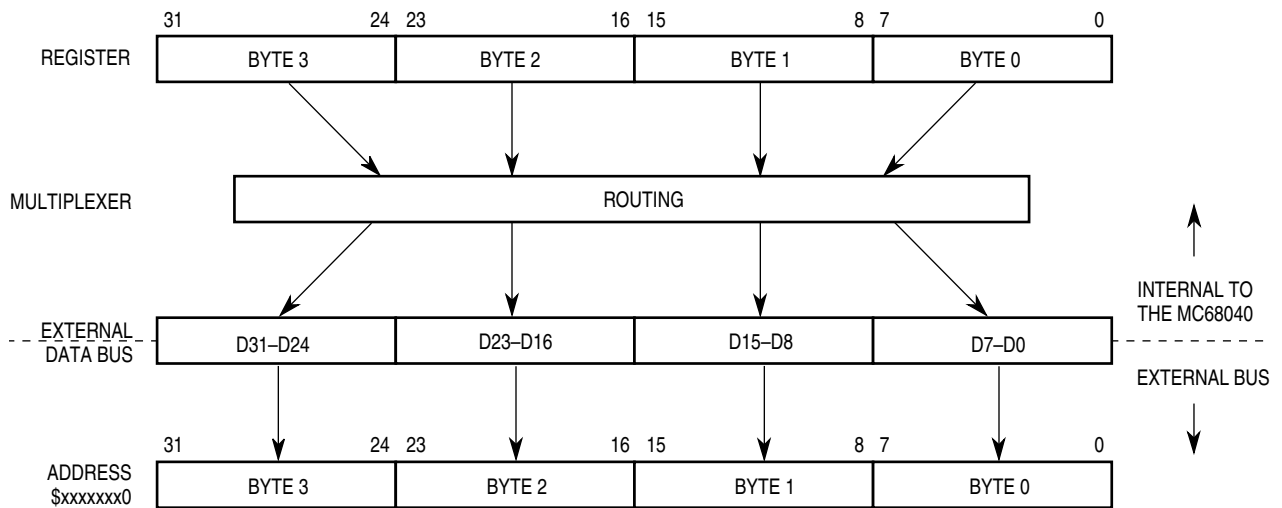 31 24 23 16 15 8 7 0
REGISTER BYTE 3 BYTE 2 BYTE 1 BYTE 0
MULTIPLEXER ROUTING
INTERNAL TO
THE MC68040
EXTERNAL
DATA BUS
D31–D24 D23–D16 D15–D8 D7–D0
EXTERNAL BUS
31 24 23 16 15 8 7 0
ADDRESS
$xxxxxxx0
BYTE 3 BYTE 2 BYTE 1 BYTE 0